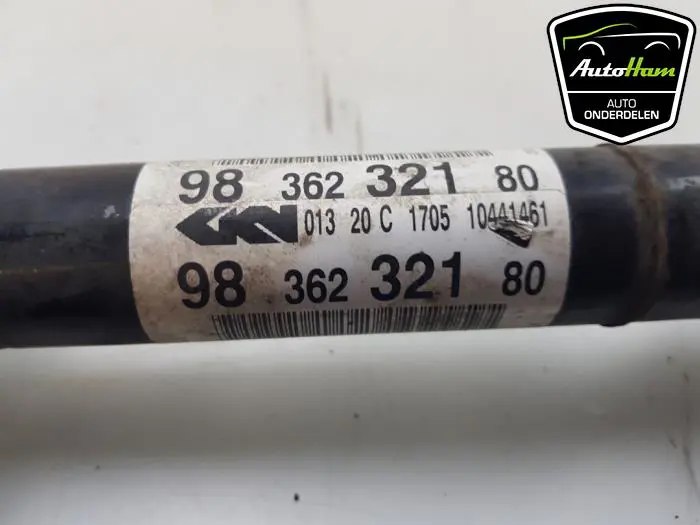 AutoHam
AUTO
ONDERDELEN
98 362 321 80
GKN 013 20 C 1705 10441461
98 362 321 80